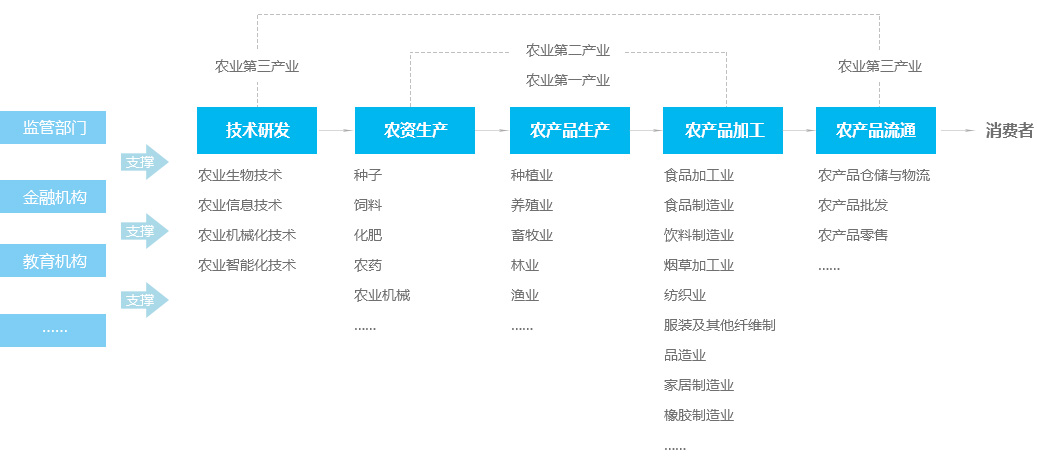 农业第二产业
农业第三产业
农业第三产业
农业第一产业
监管部门
金融机构
教育机构
……
支撑
支撑
支撑
技术研发
农业生物技术
农业信息技术
农业机械化技术
农业智能化技术
农资生产
种子
饲料
化肥
农药
农业机械
……
农产品生产
种植业
养殖业
畜牧业
林业
渔业
……
农产品加工
食品加工业
食品制造业
饮料制造业
烟草加工业
纺织业
服装及其他纤维制
品造业
家居制造业
橡胶制造业
……
农产品流通
农产品仓储与物流
农产品批发
农产品零售
……
消费者